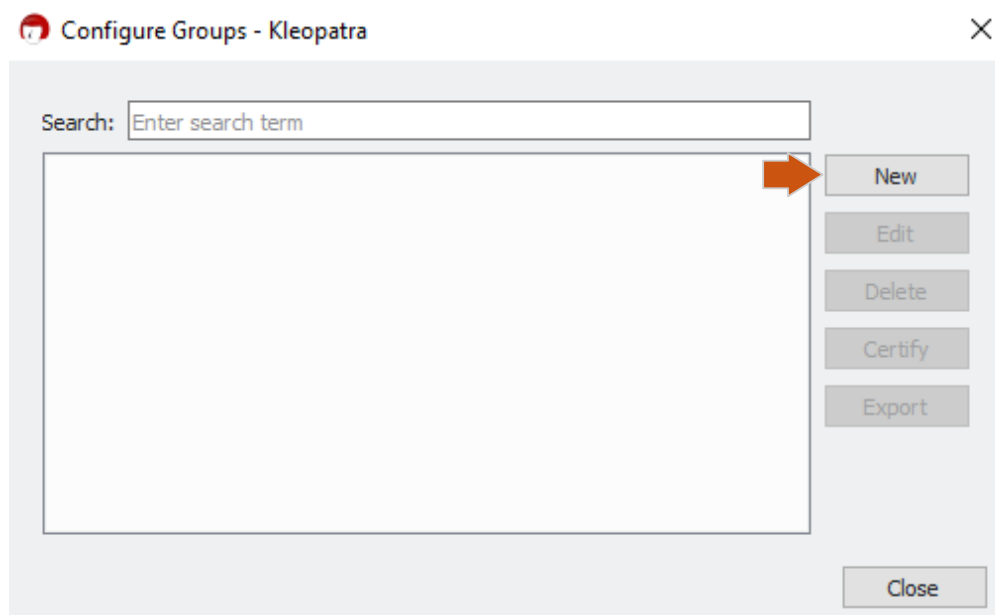 Configure Groups - Kleopatra
Search: Enter search term
New
Edit
Delete
Certify
Export
Close